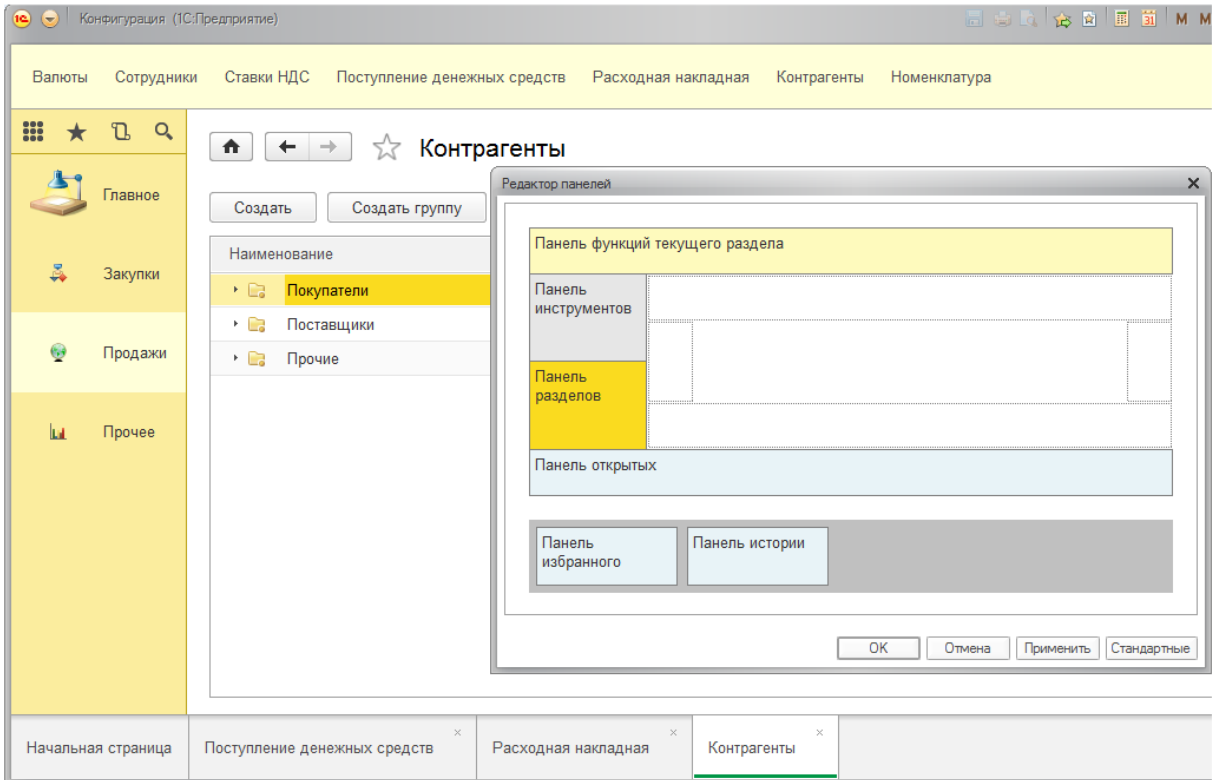 1С Конфигурация (1С:Предприятие) 31 M M
Валюты Сотрудники Ставки НДС Поступление денежных средств Расходная накладная Контрагенты Номенклатура
Контрагенты
Главное
Закупки
Продажи
Прочее
Создать Создать группу
Наименование
Покупатели
Поставщики
Прочие
Редактор панелей
Панель функций текущего раздела
Панель
инструментов
Панель
разделов
Панель открытых
Панель
избранного
Панель истории
OK Отмена Применить Стандартные
Начальная страница Поступление денежных средств Расходная накладная Контрагенты